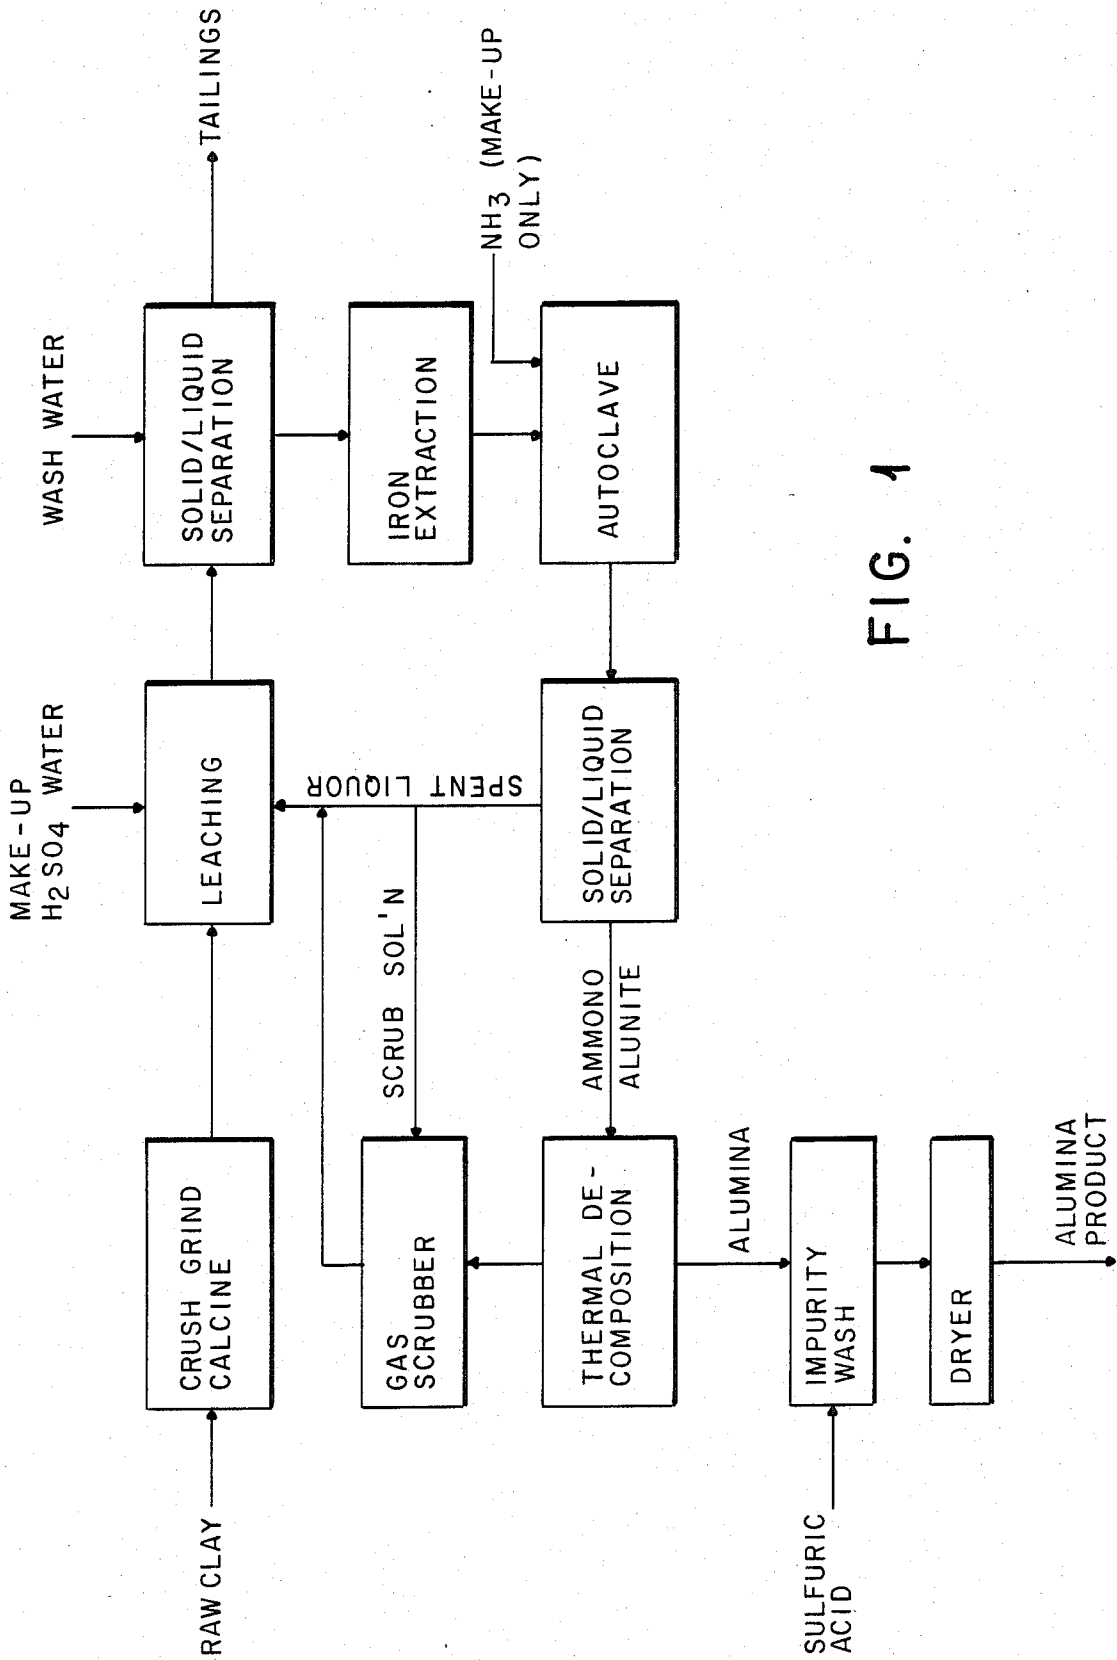 MAKE-UP
H2SO4 WATER
WASH WATER
RAW CLAY
CRUSH GRIND
CALCINE
LEACHING
SOLID/LIQUID
SEPARATION
TAILINGS
GAS
SCRUBBER
SCRUB SOL'N
SPENT LIQUOR
IRON
EXTRACTION
NH3 (MAKE-UP
ONLY)
THERMAL DE-
COMPOSITION
AMMONO
ALUNITE
SOLID/LIQUID
SEPARATION
AUTOCLAVE
ALUMINA
SULFURIC
ACID
IMPURITY
WASH
DRYER
ALUMINA
PRODUCT
FIG. 1